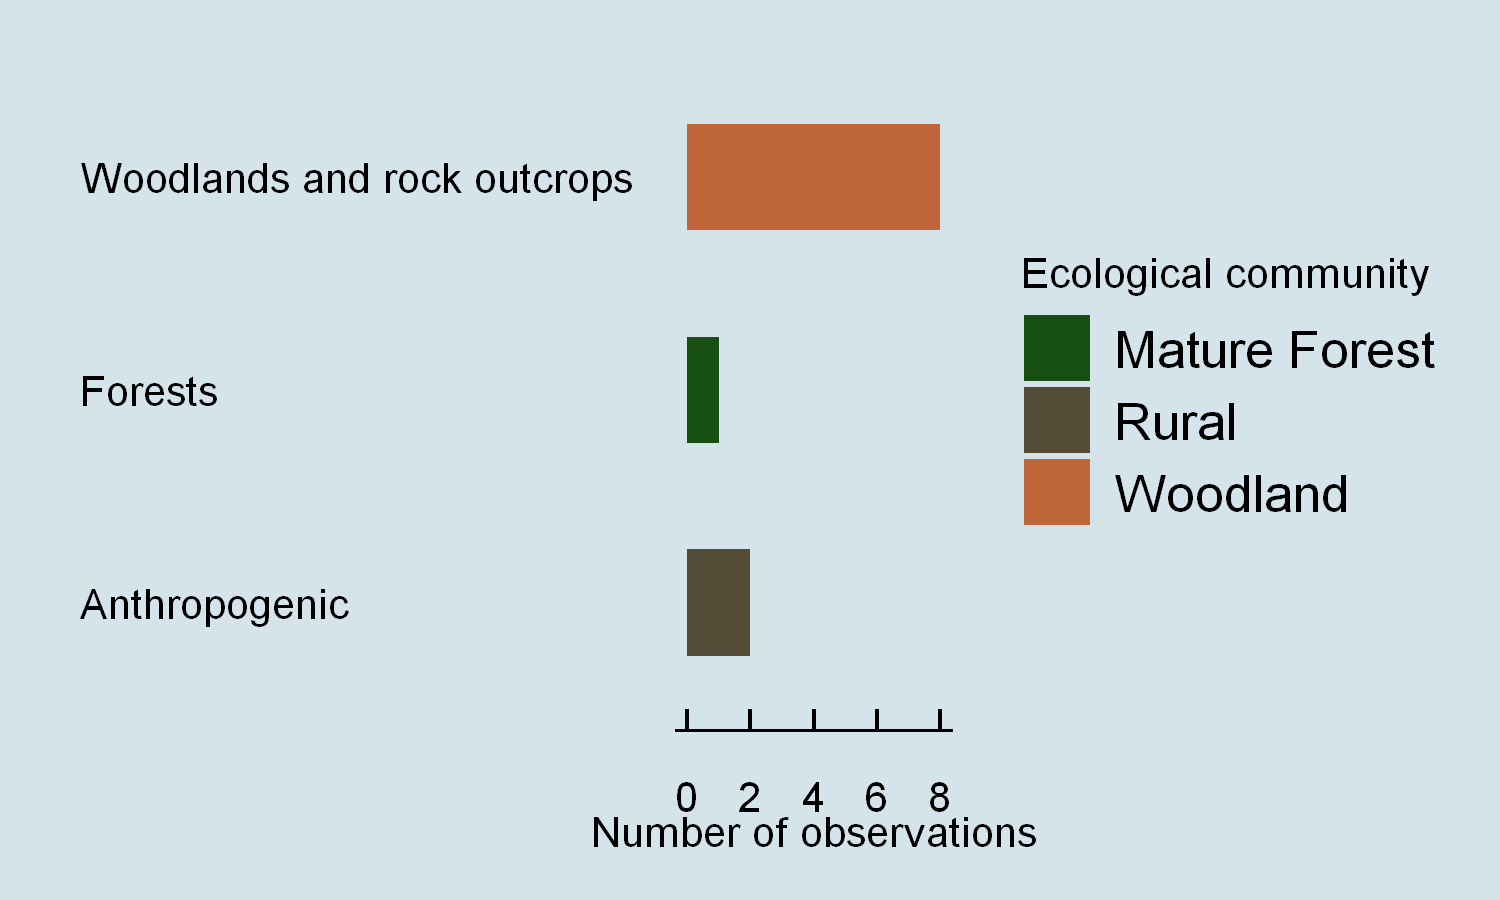 Woodlands and rock outcrops
Forests
Anthropogenic
Ecological community
Mature Forest
Rural
Woodland
0 2 4 6 8
Number of observations